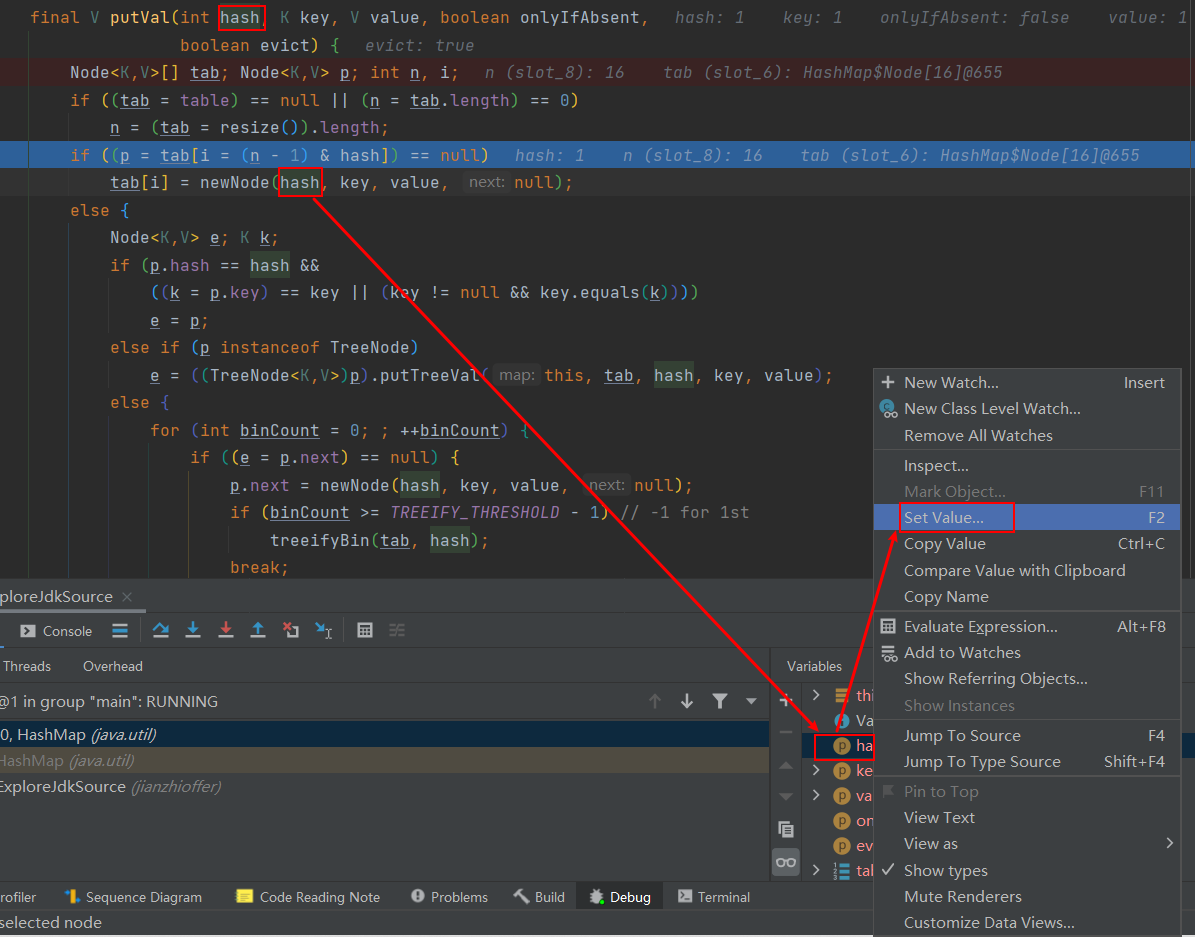 final V putVal(int hash, K key, V value, boolean onlyIfAbsent, hash: 1 key: 1 onlyIfAbsent: false value: 1
boolean evict) { evict: true
Node<K,V>[] tab; Node<K,V> p; int n, i; n (slot_8): 16 tab (slot_6): HashMap$Node[16]@655
if ((tab = table) == null || (n = tab.length) == 0)
n = (tab = resize()).length;
if ((p = tab[i = (n - 1) & hash]) == null) hash: 1 n (slot_8): 16 tab (slot_6): HashMap$Node[16]@655
tab[i] = newNode(hash, key, value, next: null);
else {
Node<K,V> e; K k;
if (p.hash == hash &&
((k = p.key) == key || (key != null && key.equals(k))))
e = p;
else if (p instanceof TreeNode)
e = ((TreeNode<K,V>)p).putTreeVal( map: this, tab, hash, key, value);
else {
for (int binCount = 0; ; ++binCount) {
if ((e = p.next) == null) {
p.next = newNode(hash, key, value, next: null);
if (binCount >= TREEIFY_THRESHOLD - 1) // -1 for 1st
treeifyBin(tab, hash);
break;
ploreJdkSource
Console
Threads Overhead
@1 in group "main": RUNNING
0, HashMap (java.util)
HashMap (java.util)
ExploreJdkSource (jianzhioffer)
Variables
thi
Va
ha
ke
va
on
ev
tal
New Watch... Insert
New Class Level Watch...
Remove All Watches
Inspect...
Mark Object... F11
Set Value... F2
Copy Value Ctrl+C
Compare Value with Clipboard
Copy Name
Evaluate Expression... Alt+F8
Add to Watches
Show Referring Objects...
Show Instances
Jump To Source F4
Jump To Type Source Shift+F4
Pin to Top
View Text
View as
Show types
Mute Renderers
Customize Data Views...
rofiler Sequence Diagram Code Reading Note Problems Build Debug Terminal
selected node